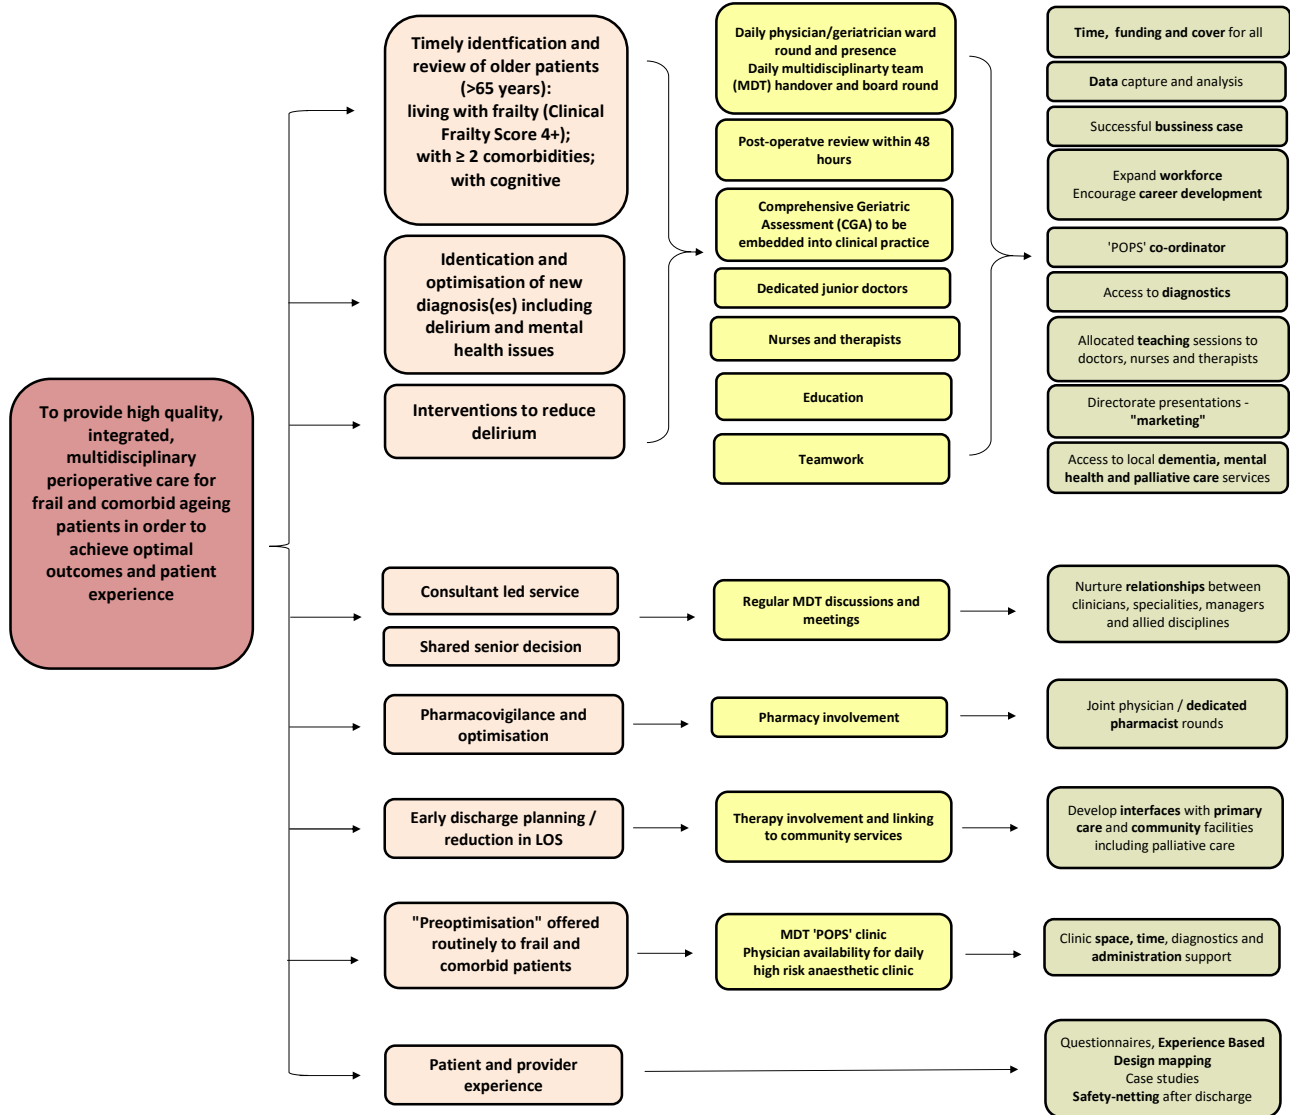 To provide high quality,
integrated,
multidisciplinary
perioperative care for
frail and comorbid ageing
patients in order to
achieve optimal
outcomes and patient
experience
Timely identfication and
review of older patients
(>65 years):
living with frailty (Clinical
Frailty Score 4+);
with ≥ 2 comorbidities;
with cognitive
Identication and
optimisation of new
diagnosis(es) including
delirium and mental
health issues
Interventions to reduce
delirium
Consultant led service
Shared senior decision
Pharmacovigilance and
optimisation
Early discharge planning /
reduction in LOS
"Preoptimisation" offered
routinely to frail and
comorbid patients
Patient and provider
experience
Daily physician/geriatrician ward
round and presence
Daily multidisciplinarty team
(MDT) handover and board round
Post-operatve review within 48
hours
Comprehensive Geriatric
Assessment (CGA) to be
embedded into clinical practice
Dedicated junior doctors
Nurses and therapists
Education
Teamwork
Regular MDT discussions and
meetings
Pharmacy involvement
Therapy involvement and linking
to community services
MDT 'POPS' clinic
Physician availability for daily
high risk anaesthetic clinic
Time, funding and cover for all
Data capture and analysis
Successful bussiness case
Expand workforce
Encourage career development
'POPS' co-ordinator
Access to diagnostics
Allocated teaching sessions to
doctors, nurses and therapists
Directorate presentations -
"marketing"
Access to local dementia, mental
health and palliative care services
Nurture relationships between
clinicians, specialities, managers
and allied disciplines
Joint physician / dedicated
pharmacist rounds
Develop interfaces with primary
care and community facilities
including palliative care
Clinic space, time, diagnostics and
administration support
Questionnaires, Experience Based
Design mapping
Case studies
Safety-netting after discharge